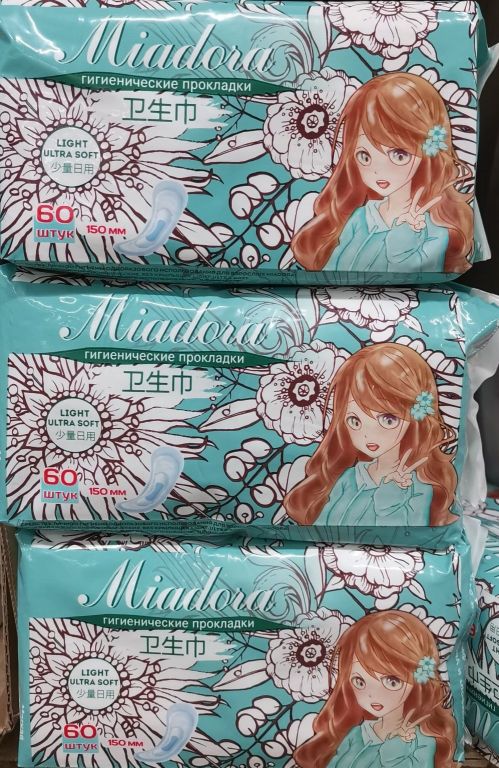 Miadora
гигиенические прокладки
卫生巾
LIGHT
ULTRA SOFT
少量日用
60
штук
150 мм
Miadora
гигиенические прокладки
卫生巾
LIGHT
ULTRA SOFT
少量日用
60
штук
150 мм
Miadora
гигиенические прокладки
卫生巾
LIGHT
ULTRA SOFT
少量日用
60
штук
150 мм